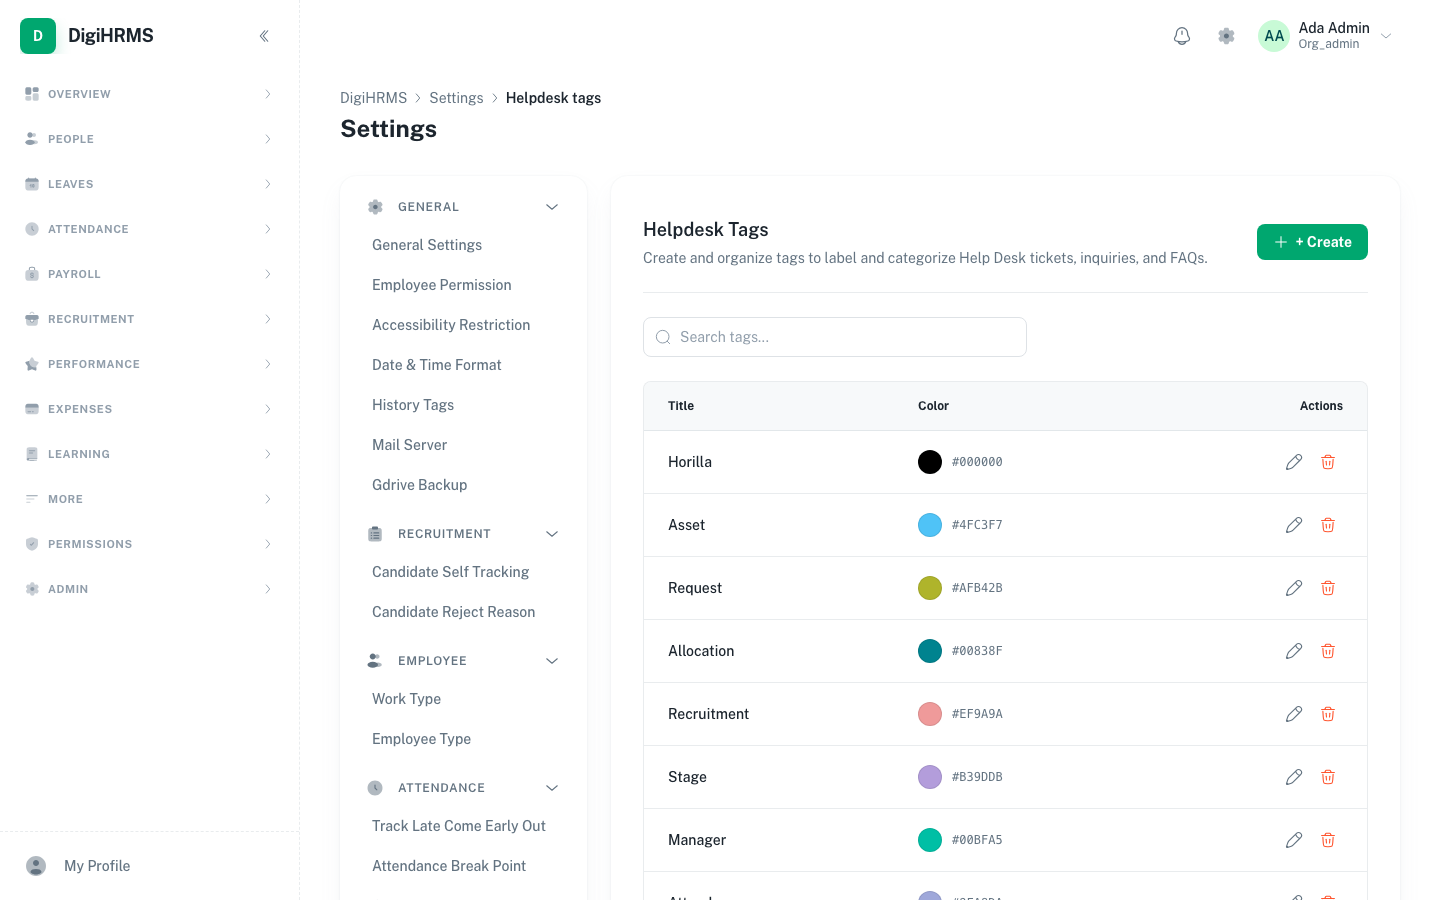 D DigiHRMS
OVERVIEW
PEOPLE
LEAVES
ATTENDANCE
PAYROLL
RECRUITMENT
PERFORMANCE
EXPENSES
LEARNING
MORE
PERMISSIONS
ADMIN
My Profile
AA Ada Admin
Org_admin
DigiHRMS > Settings > Helpdesk tags
Settings
GENERAL
General Settings
Employee Permission
Accessibility Restriction
Date & Time Format
History Tags
Mail Server
Gdrive Backup
RECRUITMENT
Candidate Self Tracking
Candidate Reject Reason
EMPLOYEE
Work Type
Employee Type
ATTENDANCE
Track Late Come Early Out
Attendance Break Point
Helpdesk Tags
Create and organize tags to label and categorize Help Desk tickets, inquiries, and FAQs.
+ Create
Search tags...
Title Color Actions
Horilla #000000
Asset #4FC3F7
Request #AFB42B
Allocation #00838F
Recruitment #EF9A9A
Stage #B39DDB
Manager #00BFA5